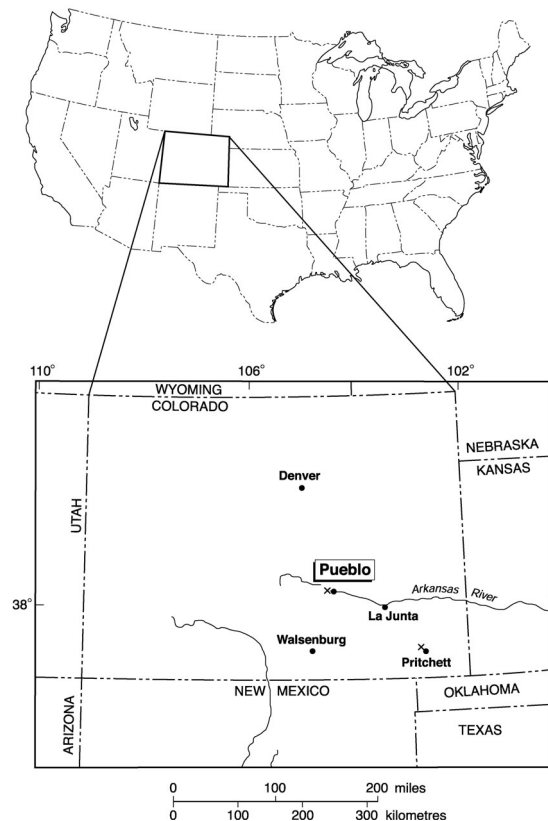 110° 106° 102°
WYOMING
COLORADO
NEBRASKA
KANSAS
UTAH
Denver
Pueblo
Arkansas River
38°
La Junta
Walsenburg
Pritchett
NEW MEXICO
OKLAHOMA
ARIZONA
TEXAS
0 100 200 miles
0 100 200 300 kilometres